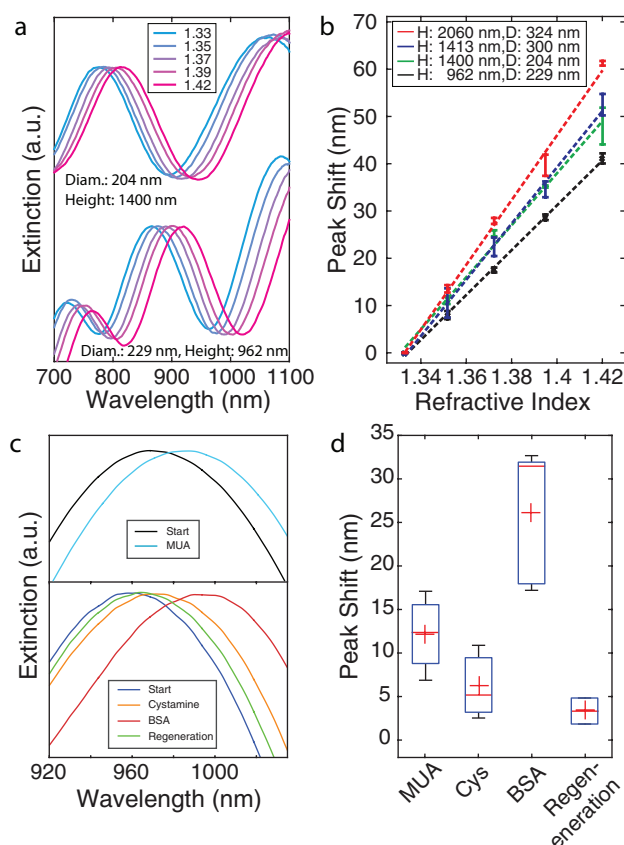 a
1.33
1.35
1.37
1.39
1.42
Extinction (a.u.)
Diam.: 204 nm
Height: 1400 nm
Diam.: 229 nm, Height: 962 nm
700 800 900 1000 1100
Wavelength (nm)
b
H: 2060 nm,D: 324 nm
H: 1413 nm,D: 300 nm
H: 1400 nm,D: 204 nm
H: 962 nm,D: 229 nm
Peak Shift (nm)
70
60
50
40
30
20
10
0
1.34 1.36 1.38 1.4 1.42
Refractive Index
c
Extinction (a.u.)
Start
MUA
Extinction (a.u.)
Start
Cystamine
BSA
Regeneration
920 960 1000
Wavelength (nm)
d
Peak Shift (nm)
35
30
25
20
15
10
5
0
MUA
Cys
BSA
Regen-
eneration